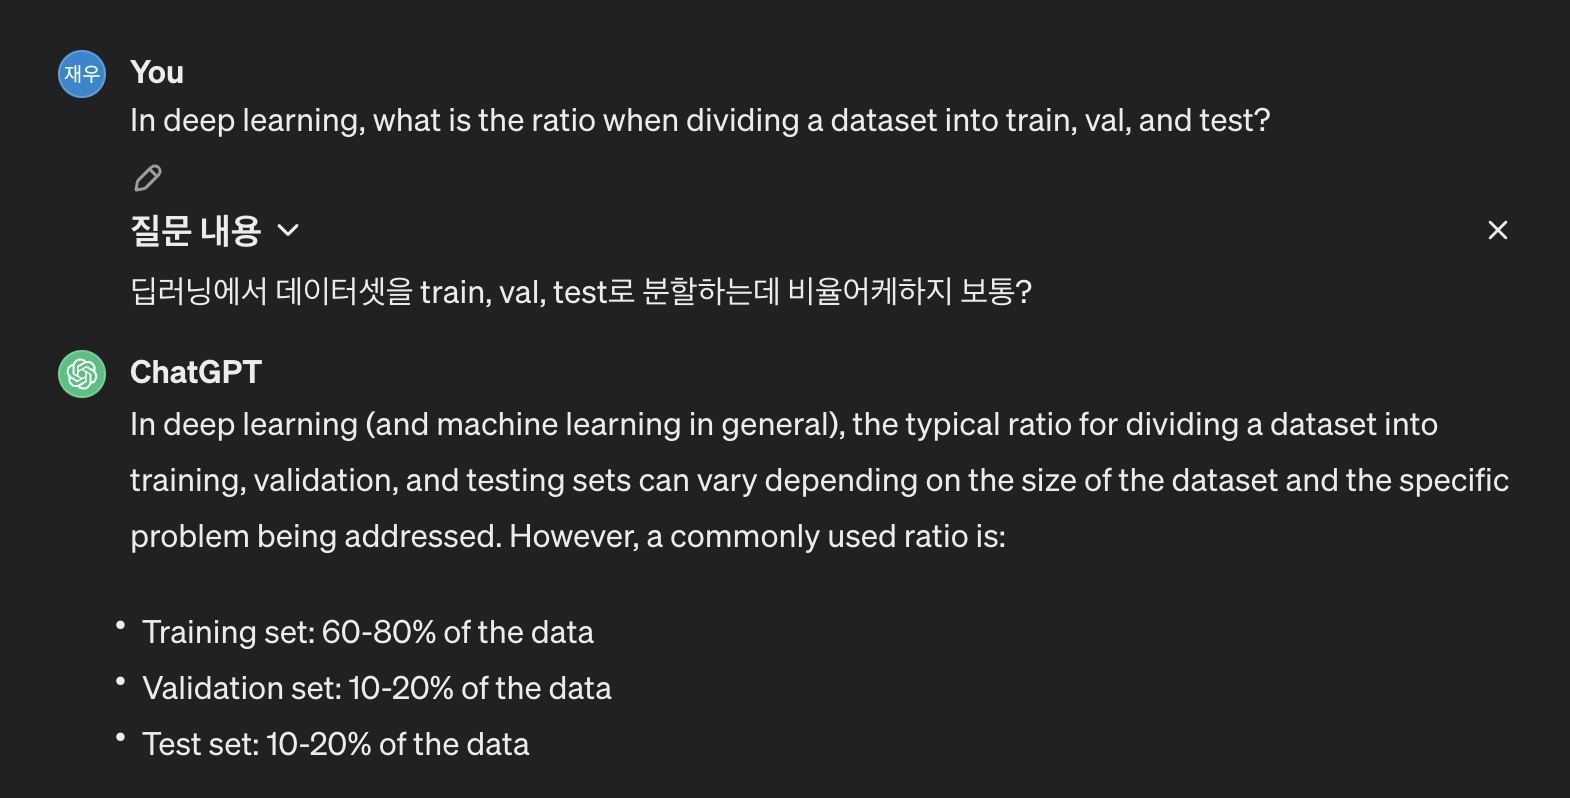 재우
You
In deep learning, what is the ratio when dividing a dataset into train, val, and test?
질문 내용
딥러닝에서 데이터셋을 train, val, test로 분할하는데 비율어케하지 보통?
ChatGPT
In deep learning (and machine learning in general), the typical ratio for dividing a dataset into
training, validation, and testing sets can vary depending on the size of the dataset and the specific
problem being addressed. However, a commonly used ratio is:
• Training set: 60-80% of the data
• Validation set: 10-20% of the data
• Test set: 10-20% of the data